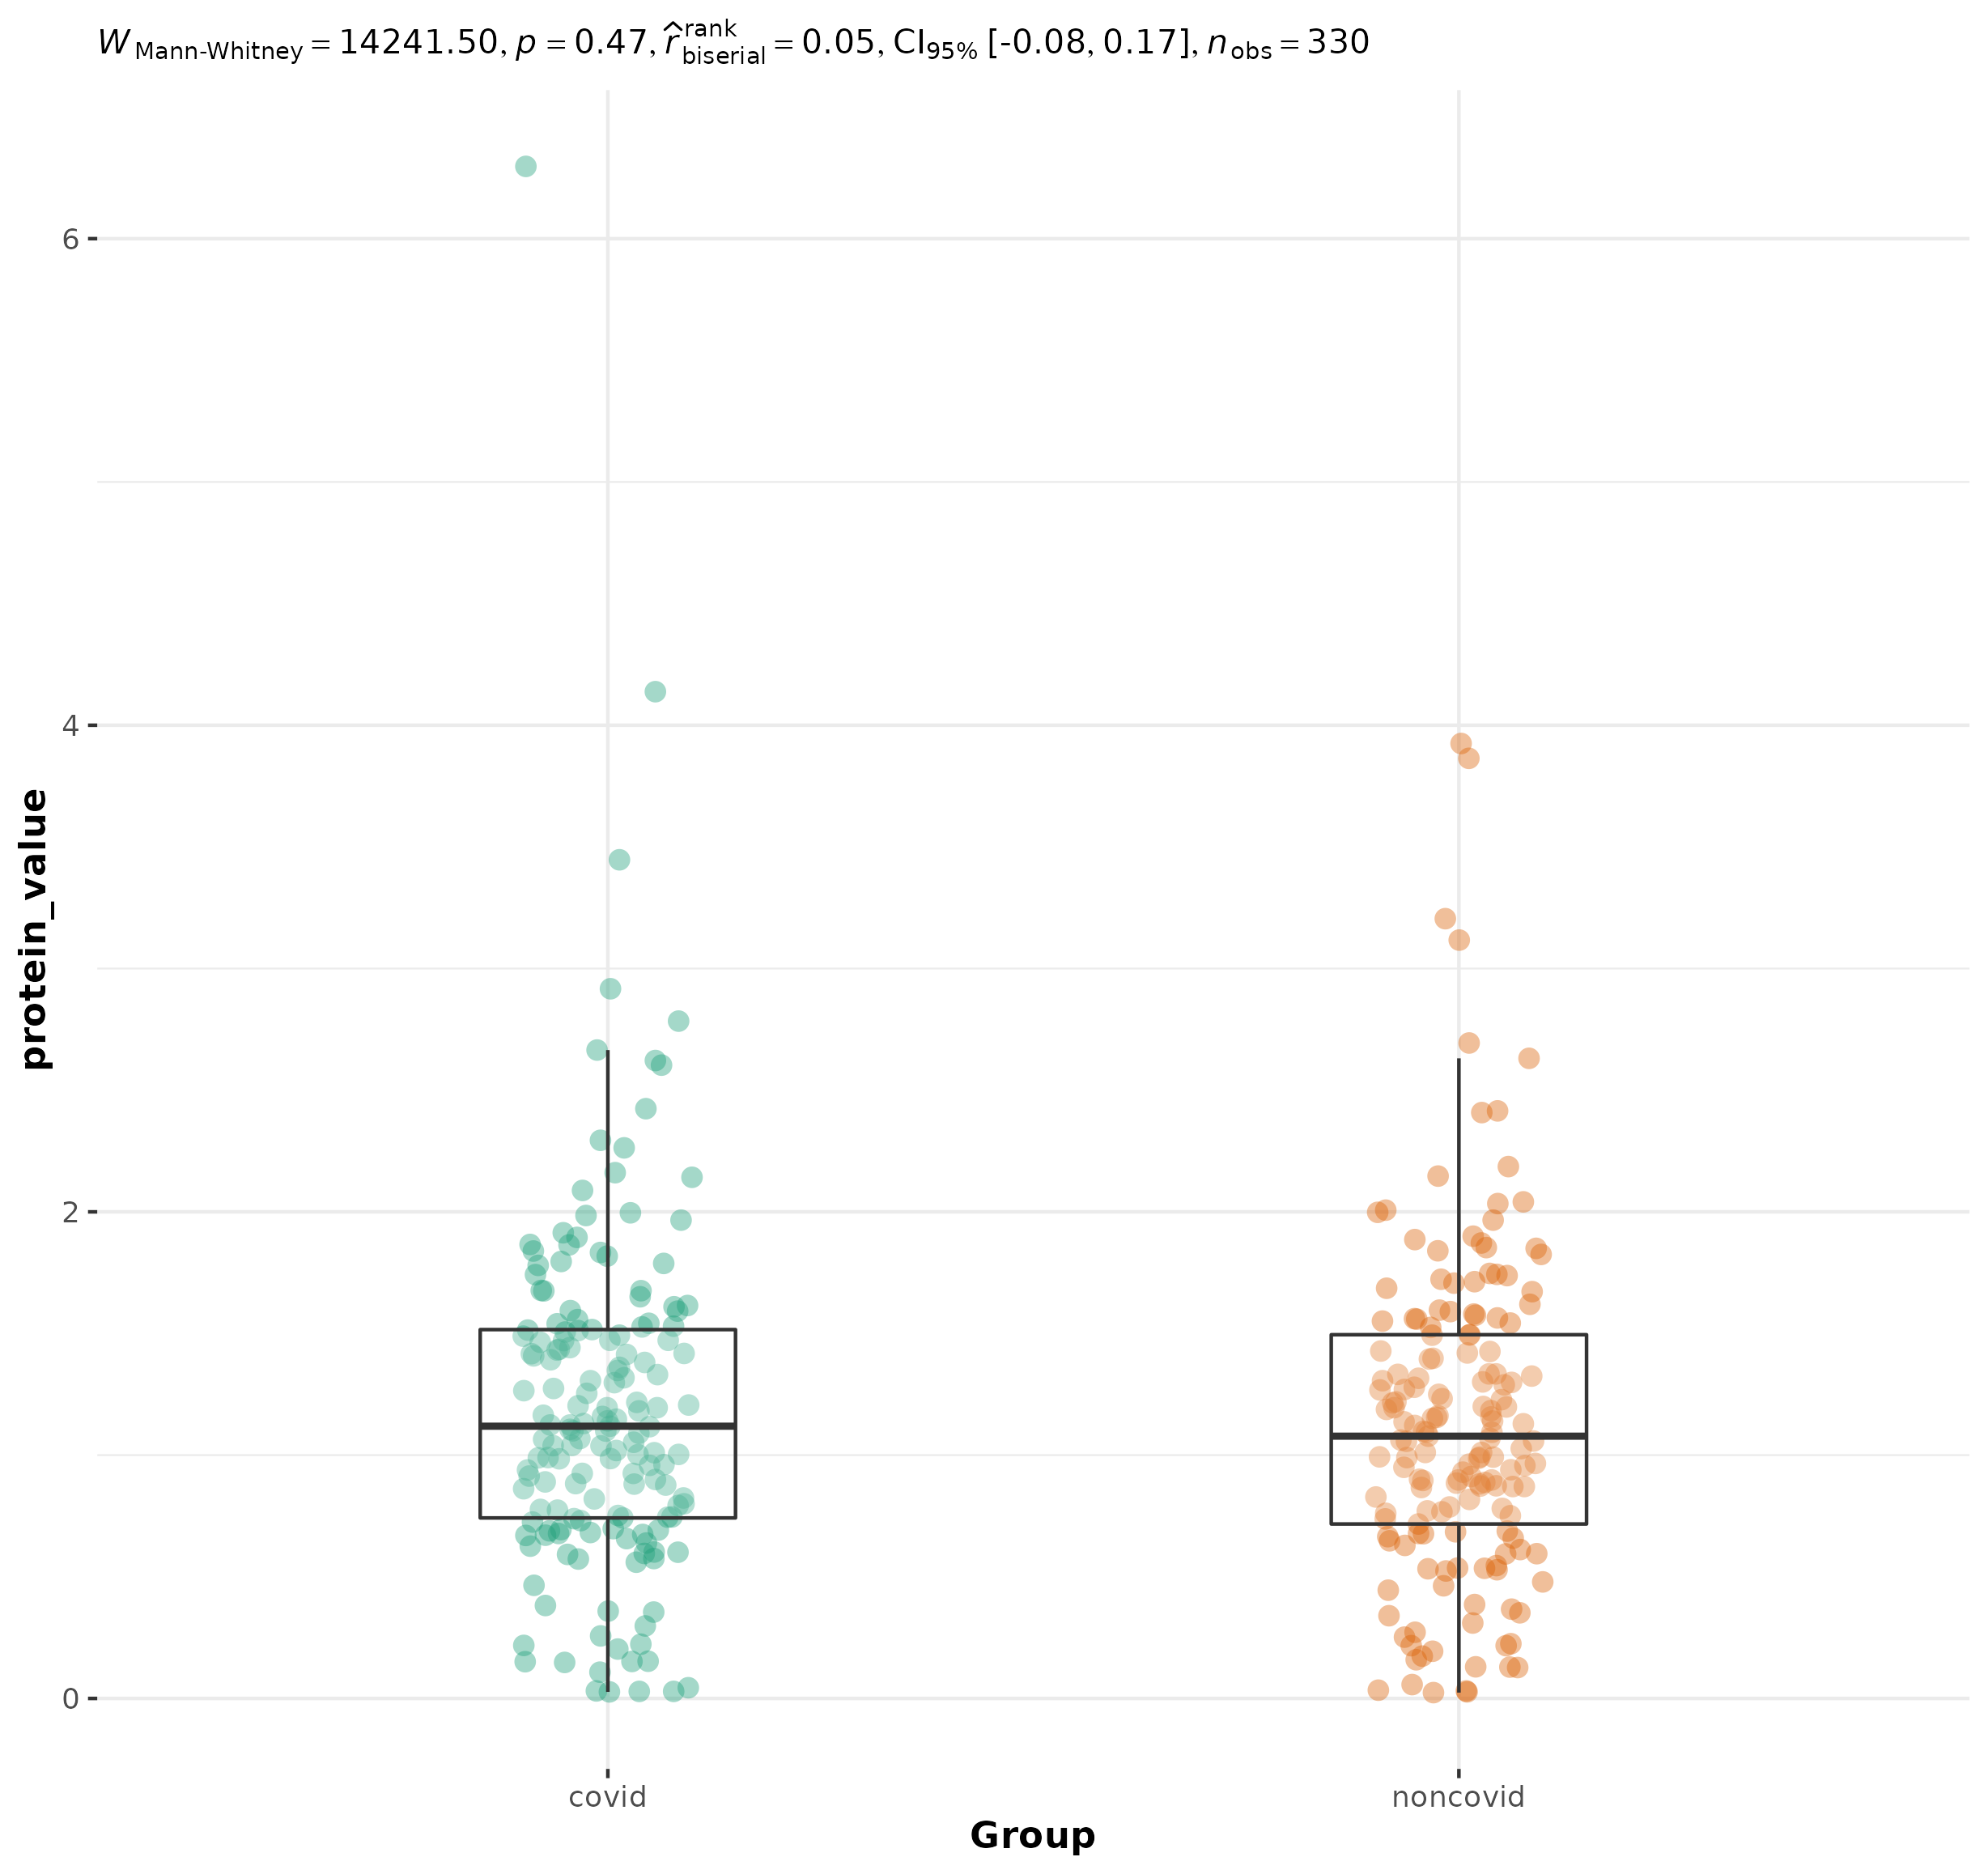 W Mann-Whitney = 14241.50, p = 0.47, r̂ rank biserial = 0.05, CI95% [-0.08, 0.17], n obs = 330
6
4
2
0
protein_value
covid noncovid
Group